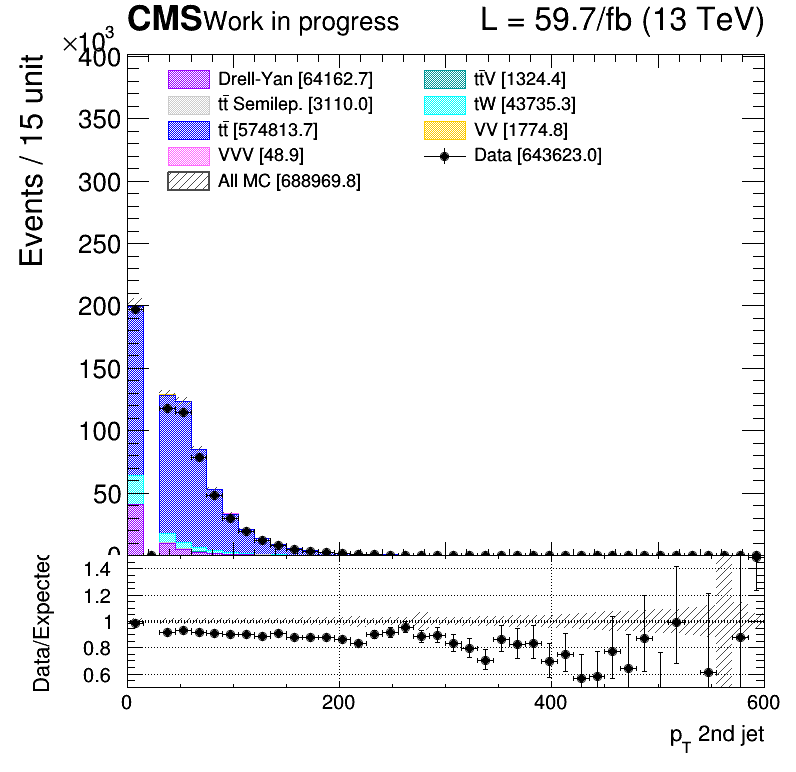 CMS Work in progress L = 59.7/fb (13 TeV)
×10³
400
350
300
250
200
150
100
50
0
Events / 15 unit
Drell-Yan [64162.7]
tt̄ Semilep. [3110.0]
tt̄ [574813.7]
VVV [48.9]
All MC [688969.8]
tt̄V [1324.4]
tW [43735.3]
VV [1774.8]
Data [643623.0]
Data/Expected
1.4
1.2
1
0.8
0.6
0 200 400 600
p_T 2nd jet